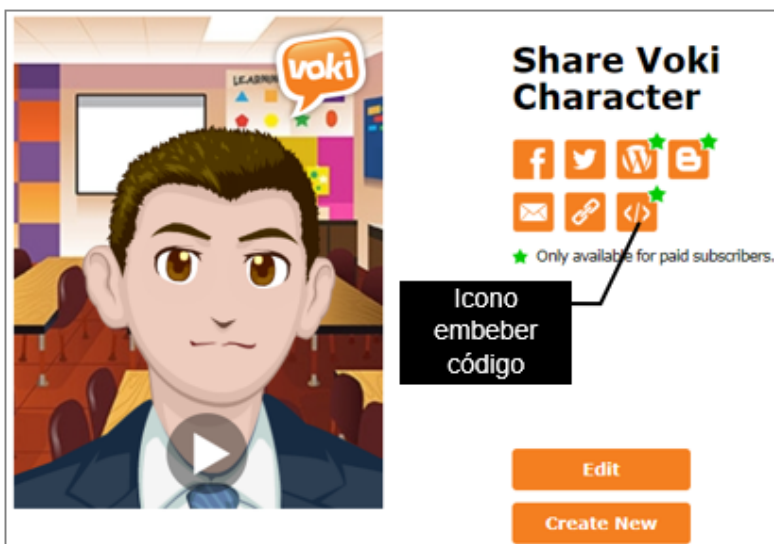 LEARNIN
voki
Share Voki
Character
Only available for paid subscribers.
Icono
embeber
código
Edit
Create New